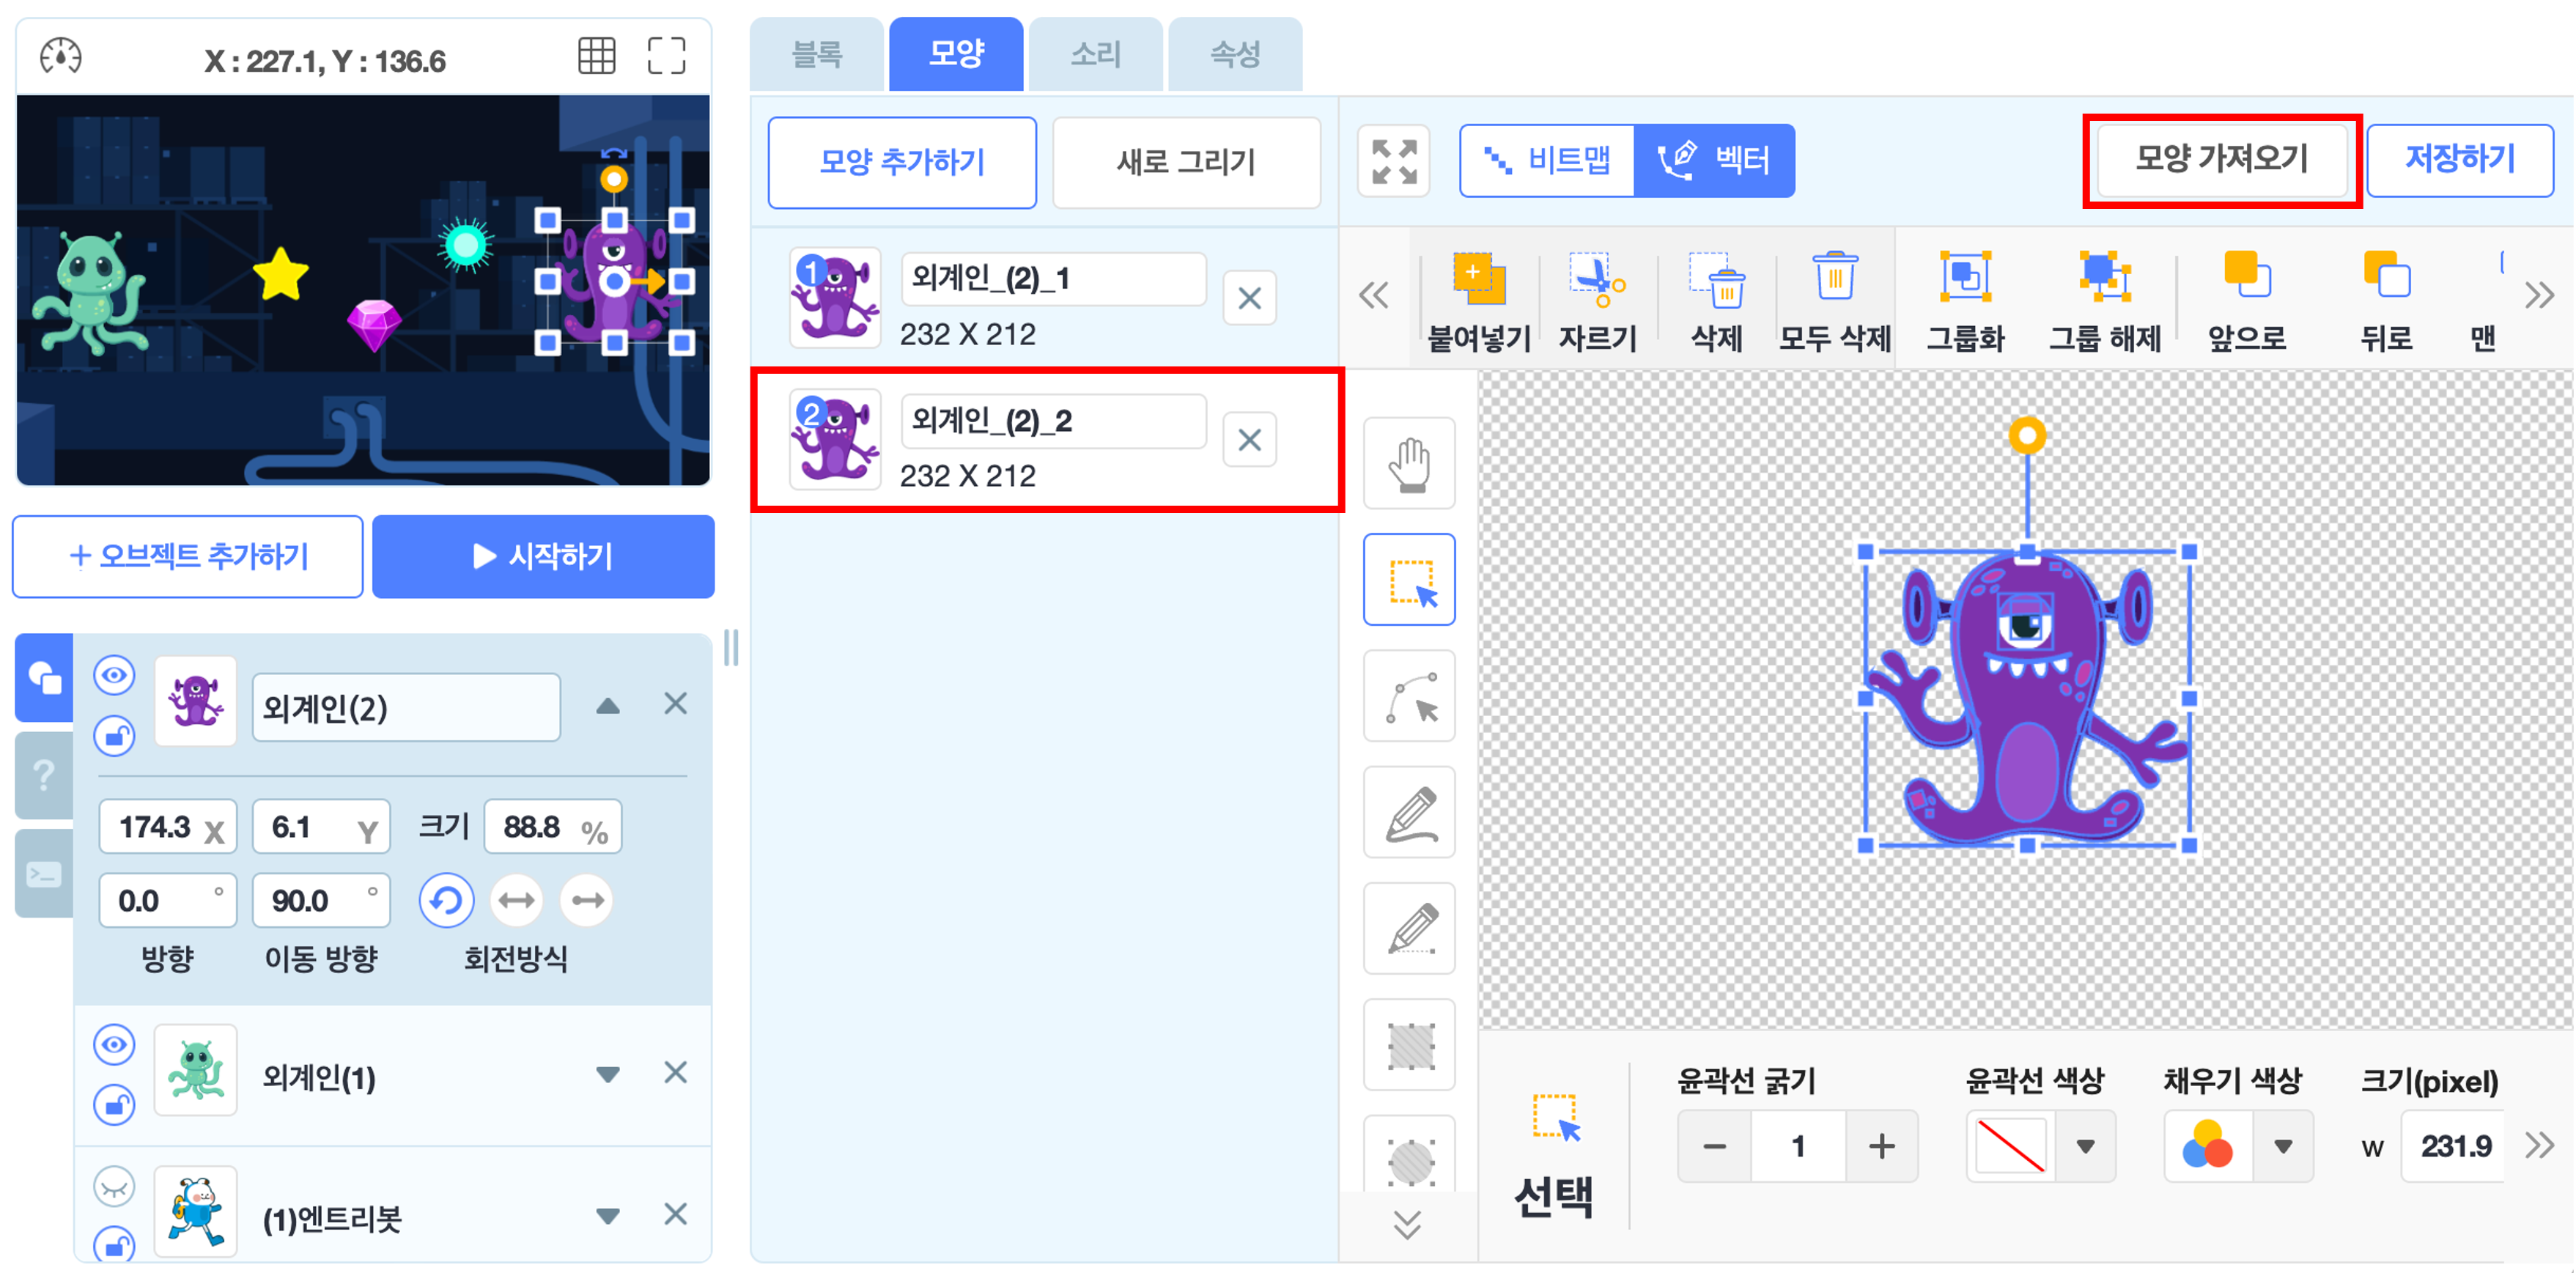 X : 227.1, Y : 136.6
블록
모양
소리
속성
모양 추가하기
새로 그리기
비트맵
벡터
모양 가져오기
저장하기
1
외계인_(2)_1
232 X 212
2
외계인_(2)_2
232 X 212
붙여넣기
자르기
삭제
모두 삭제
그룹화
그룹 해제
앞으로
뒤로
맨
+ 오브젝트 추가하기
시작하기
외계인(2)
174.3 X
6.1 Y
크기 88.8 %
0.0 °
90.0 °
방향
이동 방향
회전방식
?
외계인(1)
(1)엔트리봇
선택
윤곽선 굵기
1
윤곽선 색상
채우기 색상
크기(pixel)
w 231.9